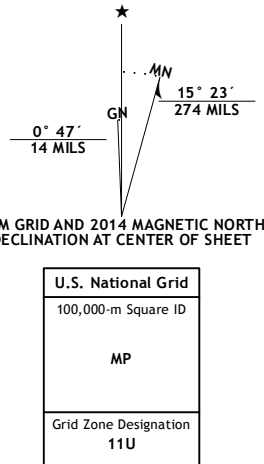 ★
MN
GN
15° 23´
274 MILS
0° 47´
14 MILS
M GRID AND 2014 MAGNETIC NORTH
DECLINATION AT CENTER OF SHEET
U.S. National Grid
100,000-m Square ID
MP
Grid Zone Designation
11U